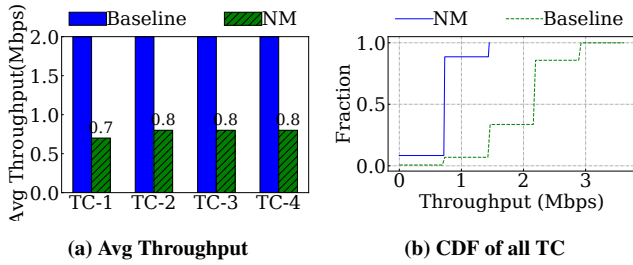 Baseline NM
Avg Throughput(Mbps)
2.0
1.5
1.0
0.5
0.0
0.7
0.8
0.8
0.8
TC-1 TC-2 TC-3 TC-4
(a) Avg Throughput
NM Baseline
Fraction
1.0
0.5
0.0
0 1 2 3
Throughput (Mbps)
(b) CDF of all TC